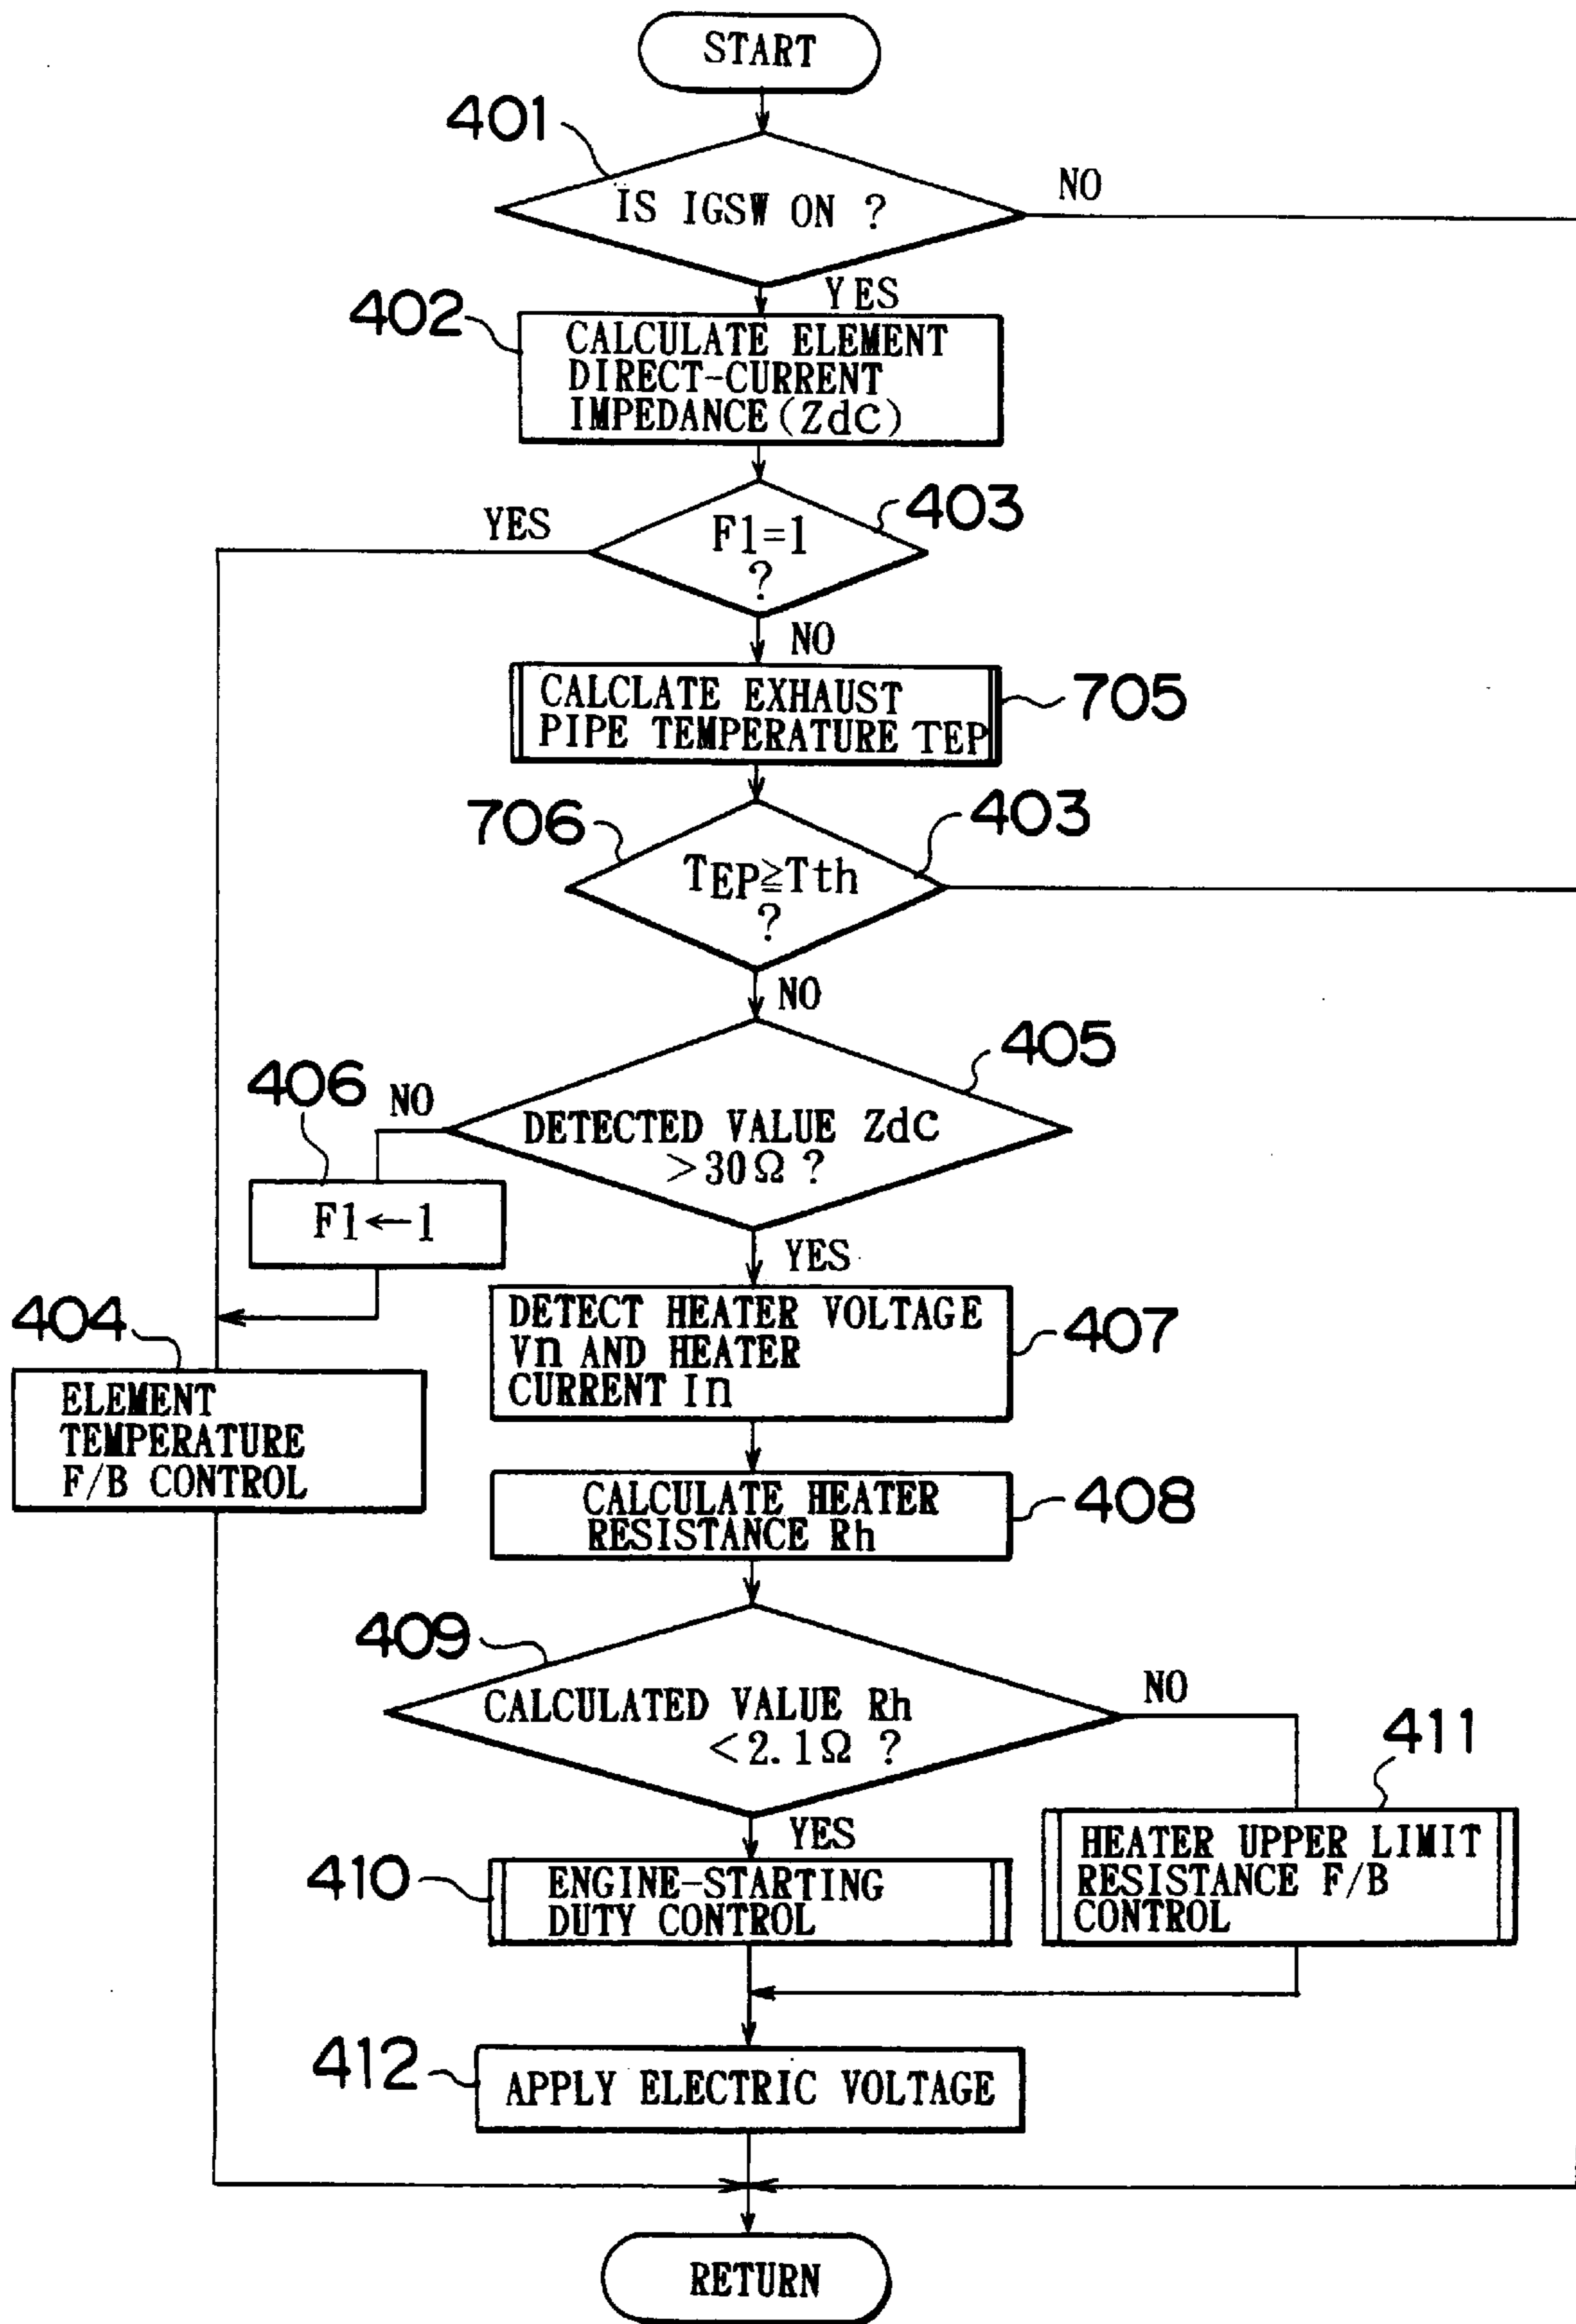 START
401
IS IGSW ON ?
NO
YES
402
CALCULATE ELEMENT
DIRECT-CURRENT
IMPEDANCE(Zdc)
403
YES
F1=1
?
NO
CALCLATE EXHAUST
PIPE TEMPERATURE TEP
705
706
403
TEP≧Tth
?
NO
405
406
NO
DETECTED VALUE Zdc
>30Ω ?
F1←1
YES
404
DETECT HEATER VOLTAGE
Vn AND HEATER
CURRENT In
407
ELEMENT
TEMPERATURE
F/B CONTROL
CALCULATE HEATER
RESISTANCE Rh
408
409
NO
CALCULATED VALUE Rh
<2.1Ω ?
411
YES
410
ENGINE-STARTING
DUTY CONTROL
HEATER UPPER LIMIT
RESISTANCE F/B
CONTROL
412
APPLY ELECTRIC VOLTAGE
RETURN